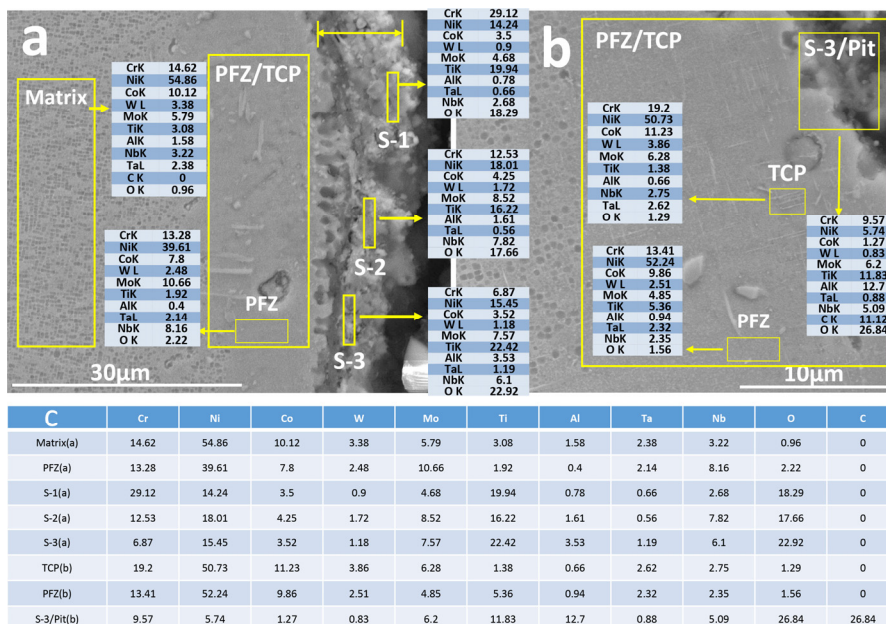 a
Matrix
CrK 14.62
NiK 54.86
CoK 10.12
W L 3.38
MoK 5.79
TiK 3.08
AlK 1.58
NbK 3.22
TaL 2.38
C K 0
O K 0.96
PFZ/TCP
CrK 13.28
NiK 39.61
CoK 7.8
W L 2.48
MoK 10.66
TiK 1.92
AlK 0.4
TaL 2.14
NbK 8.16
O K 2.22
PFZ
30µm
CrK 29.12
NiK 14.24
CoK 3.5
W L 0.9
MoK 4.68
TiK 19.94
AlK 0.78
TaL 0.66
NbK 2.68
O K 18.29
S-1
CrK 12.53
NiK 18.01
CoK 4.25
W L 1.72
MoK 8.52
TiK 16.22
AlK 1.61
TaL 0.56
NbK 7.82
O K 17.66
S-2
CrK 6.87
NiK 15.45
CoK 3.52
W L 1.18
MoK 7.57
TiK 22.42
AlK 3.53
TaL 1.19
NbK 6.1
O K 22.92
S-3
b
PFZ/TCP
S-3/Pit
CrK 19.2
NiK 50.73
CoK 11.23
W L 3.86
MoK 6.28
TiK 1.38
AlK 0.66
NbK 2.75
TaL 2.62
O K 1.29
TCP
CrK 13.41
NiK 52.24
CoK 9.86
W L 2.51
MoK 4.85
TiK 5.36
AlK 0.94
TaL 2.32
NbK 2.35
O K 1.56
PFZ
CrK 9.57
NiK 5.74
CoK 1.27
W L 0.83
MoK 6.2
TiK 11.83
AlK 12.7
TaL 0.88
NbK 5.09
C K 11.12
O K 26.84
10µm
C Cr Ni Co W Mo Ti Al Ta Nb O C
Matrix(a) 14.62 54.86 10.12 3.38 5.79 3.08 1.58 2.38 3.22 0.96 0
PFZ(a) 13.28 39.61 7.8 2.48 10.66 1.92 0.4 2.14 8.16 2.22 0
S-1(a) 29.12 14.24 3.5 0.9 4.68 19.94 0.78 0.66 2.68 18.29 0
S-2(a) 12.53 18.01 4.25 1.72 8.52 16.22 1.61 0.56 7.82 17.66 0
S-3(a) 6.87 15.45 3.52 1.18 7.57 22.42 3.53 1.19 6.1 22.92 0
TCP(b) 19.2 50.73 11.23 3.86 6.28 1.38 0.66 2.62 2.75 1.29 0
PFZ(b) 13.41 52.24 9.86 2.51 4.85 5.36 0.94 2.32 2.35 1.56 0
S-3/Pit(b) 9.57 5.74 1.27 0.83 6.2 11.83 12.7 0.88 5.09 26.84 26.84